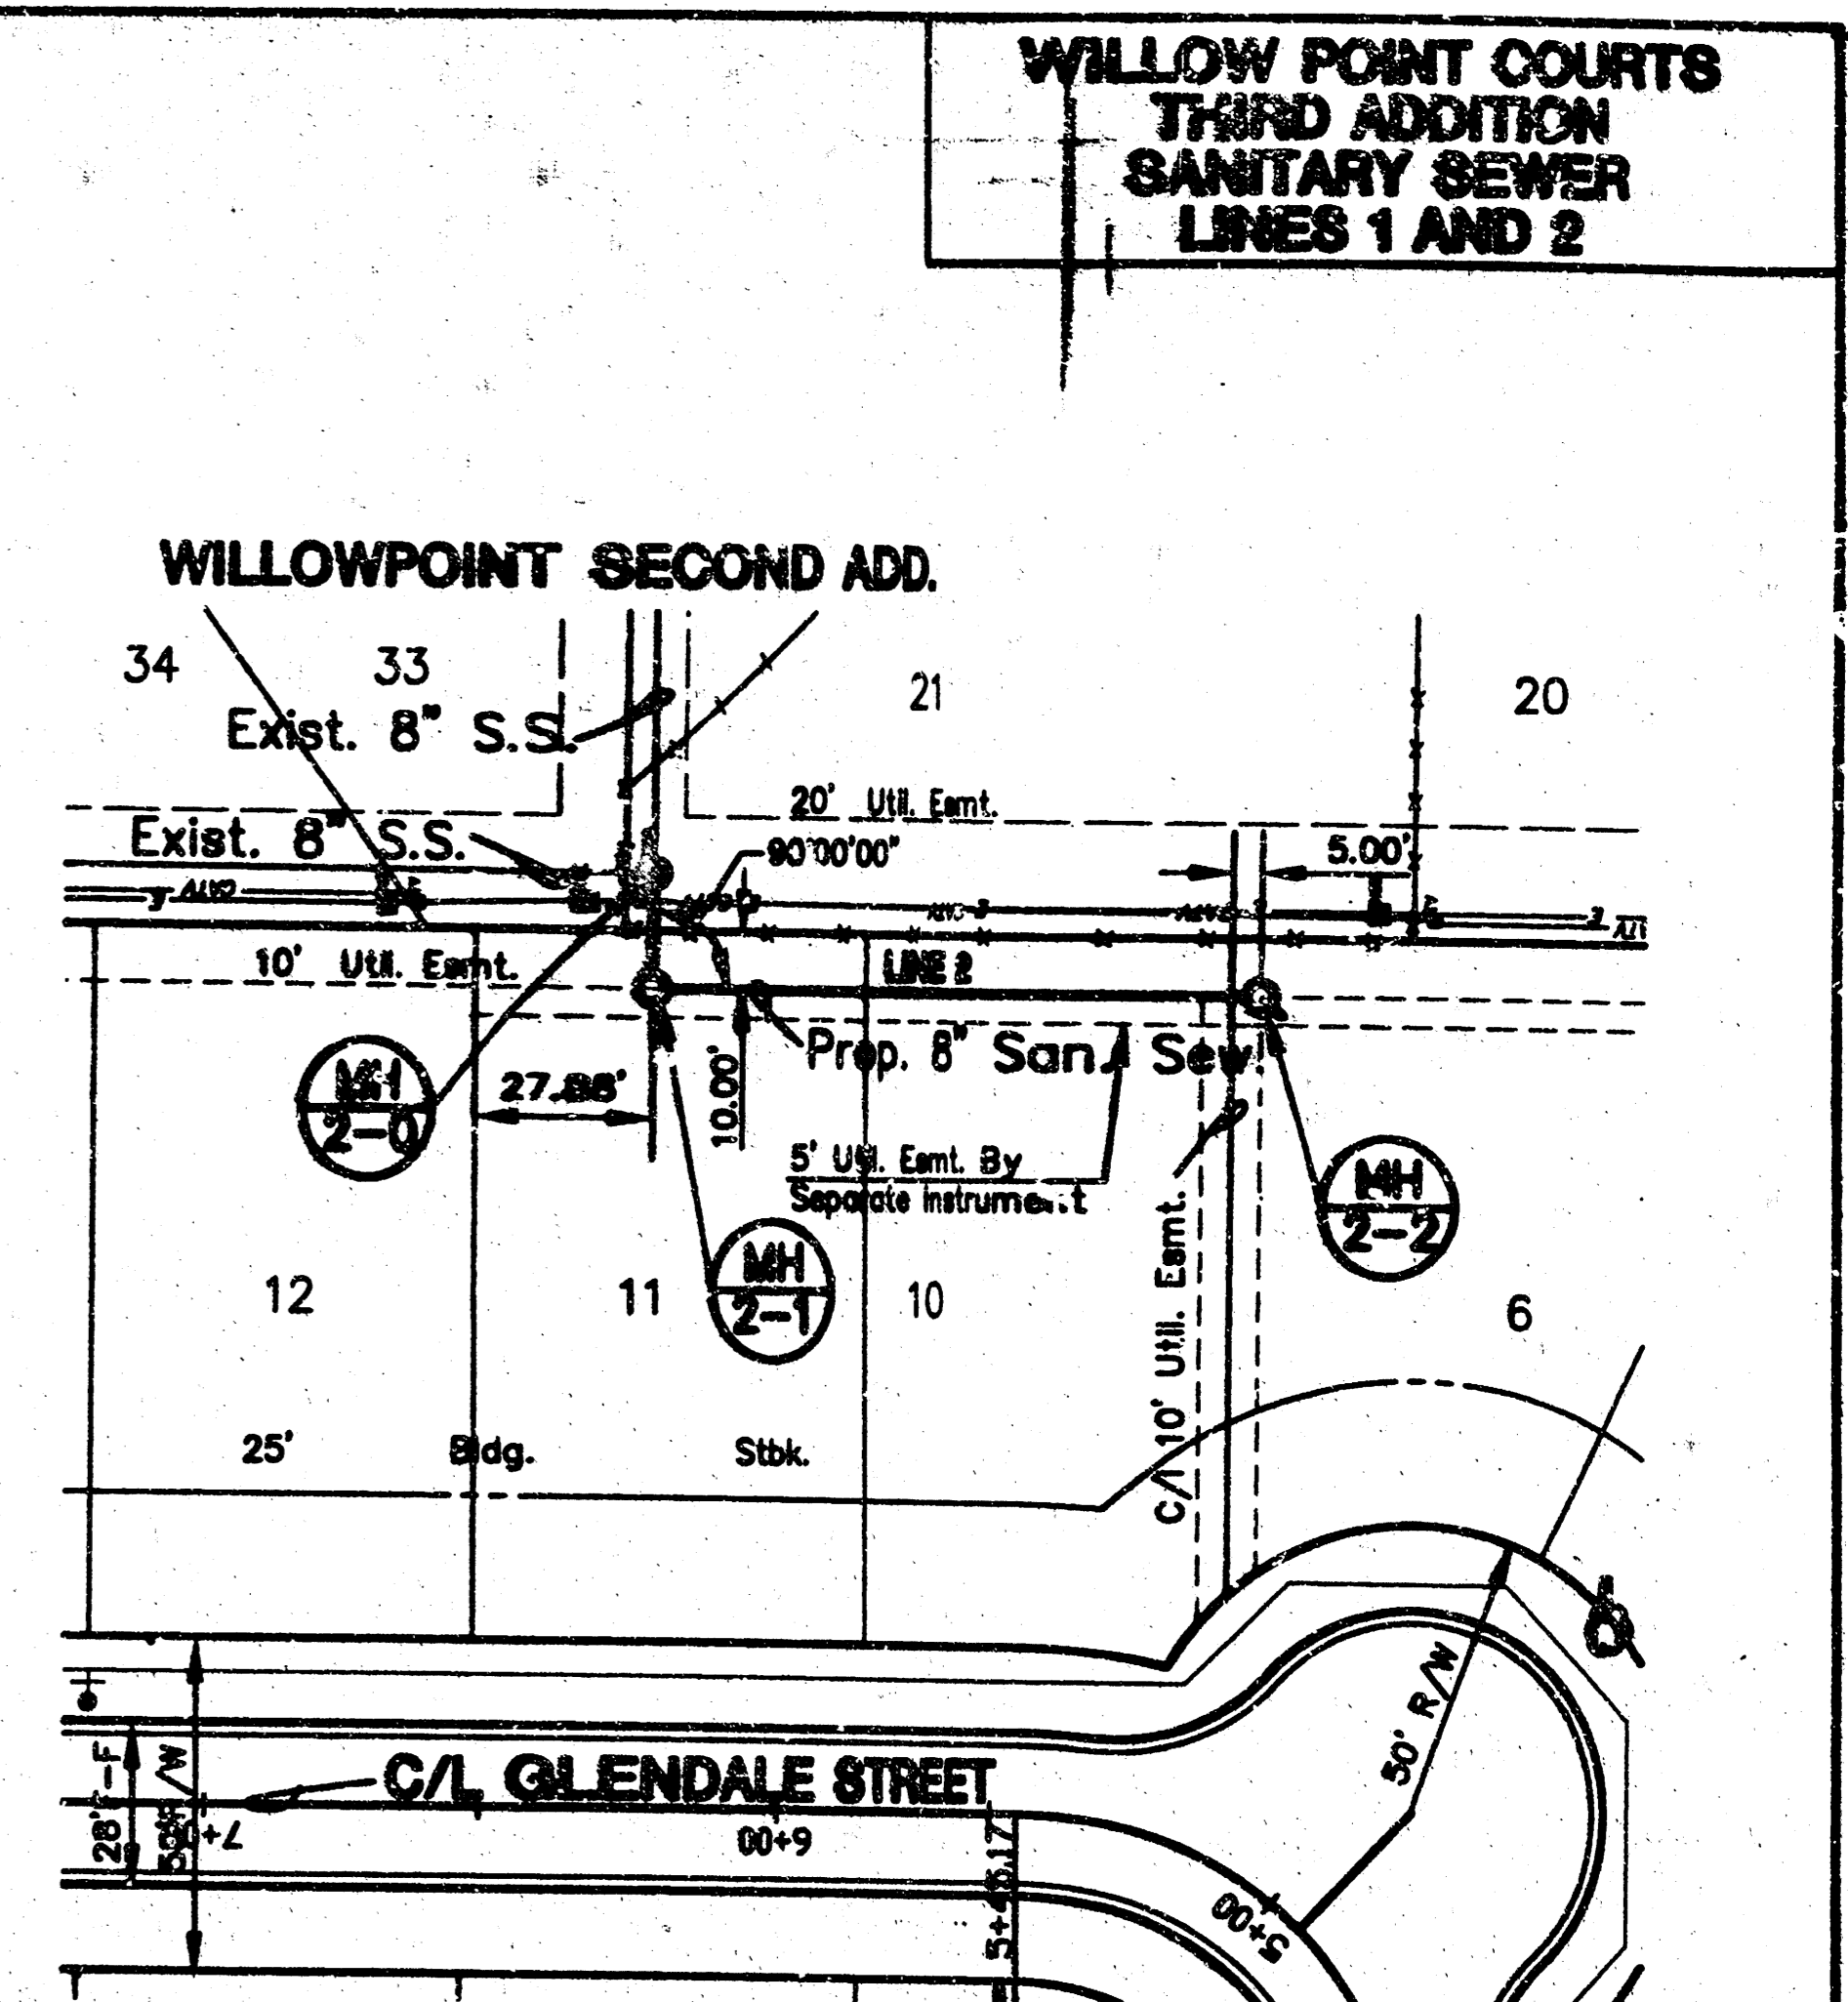 WILLOW POINT COURTS
THIRD ADDITION
SANITARY SEWER
LINES 1 AND 2
WILLOWPOINT SECOND ADD.
34
33
21
20
Exist. 8" S.S.
20' Util. Esmt.
Exist. 8" S.S.
90°00'00"
5.00'
CATV
CATV
10' Util. Esmt.
LINE 2
Prop. 8" San. Sew.
MH
2-0
10.00'
5' Util. Esmt. By
Separate Instrument
MH
2-1
MH
2-2
12
11
10
6
C/L 10' Util. Esmt.
25' Bldg. Stbk.
50' R/W
C/L GLENDALE STREET
28'
6+00
5+00